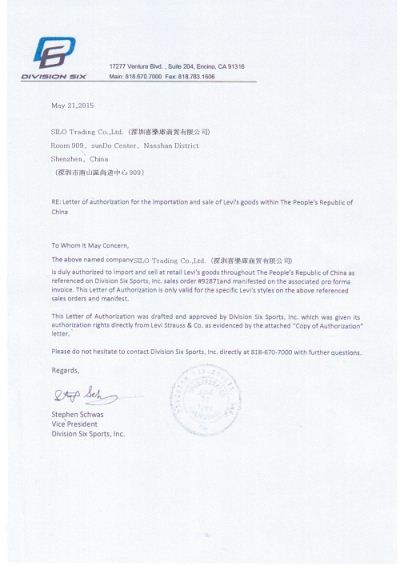 DIVISION SIX
17277 Ventura Blvd. , Suite 204, Encino, CA 91316
Main: 818.670.7000 Fax: 818.783.1606
May 21,2015
SILO Trading Co.,Ltd. (深圳喜樂庫商貿有限公司)
Room 909, sunDo Center, Nanshan District
Shenzhen, China
(深圳市南山區尚道中心 909)
RE: Letter of authorization for the importation and sale of Levi's goods within The People's Republic of
China
To Whom It May Concern,
The above named companySILO Trading Co.,Ltd. (深圳喜樂庫商貿有限公司)
is duly authorized to import and sell at retail Levi's goods throughout The People's Republic of China as
referenced on Division Six Sports, Inc. sales order #92871and manifested on the associated pro forma
invoice. This Letter of Authorization is only valid for the specific Levi's styles on the above referenced
sales orders and manifest.
This Letter of Authorization was drafted and approved by Division Six Sports, Inc. which was given its
authorization rights directly from Levi Strauss & Co. as evidenced by the attached "Copy of Authorization"
letter.
Please do not hesitate to contact Division Six Sports, Inc. directly at 818-670-7000 with further questions.
Regards,
Stephen Schwas
Vice President
Division Six Sports, Inc.